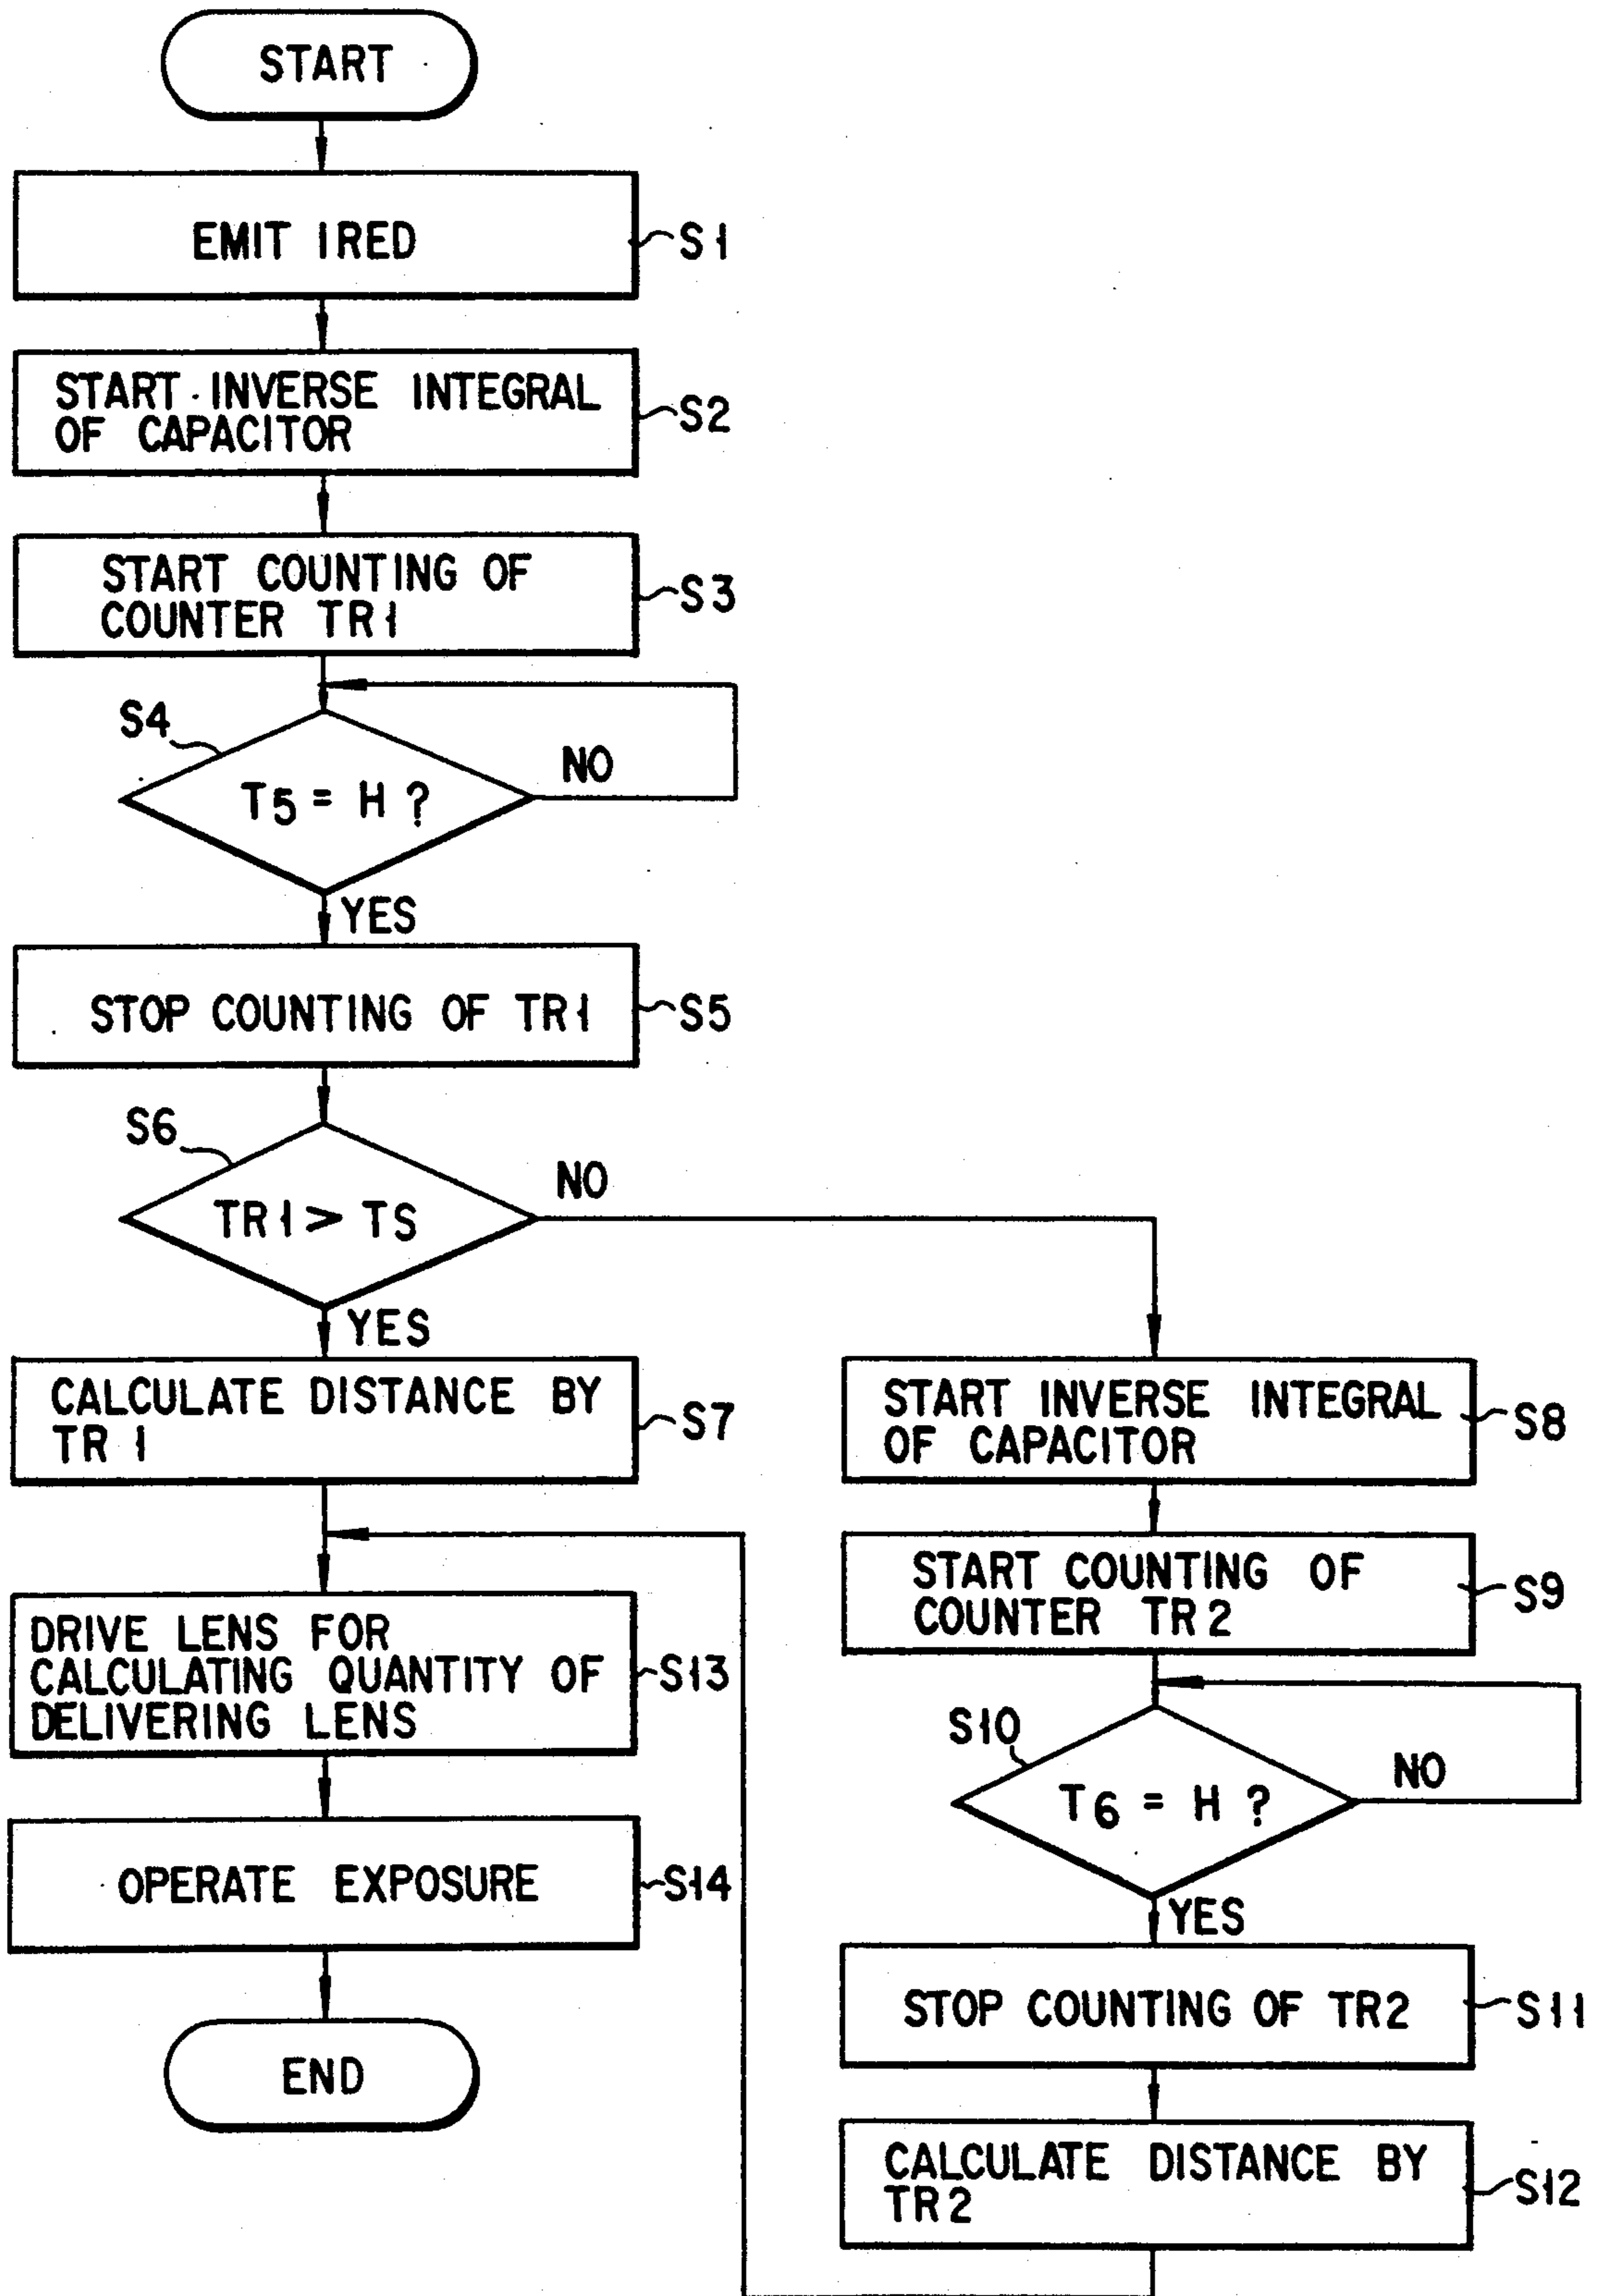 START
EMIT IRED
S1
START INVERSE INTEGRAL
OF CAPACITOR
S2
START COUNTING OF
COUNTER TR1
S3
S4
T5 = H ?
NO
YES
STOP COUNTING OF TR1
S5
S6
TR1 > TS
NO
YES
CALCULATE DISTANCE BY
TR1
S7
DRIVE LENS FOR
CALCULATING QUANTITY OF
DELIVERING LENS
S13
OPERATE EXPOSURE
S14
END
START INVERSE INTEGRAL
OF CAPACITOR
S8
START COUNTING OF
COUNTER TR2
S9
S10
T6 = H ?
NO
YES
STOP COUNTING OF TR2
S11
CALCULATE DISTANCE BY
TR2
S12